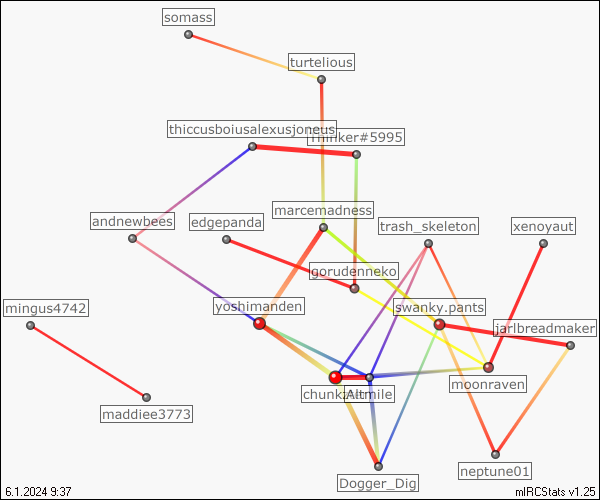 somass
turtelious
thiccusboiusalexusjoneus
Thinker#5995
marcemadness
andnewbees
edgepanda
trash_skeleton
xenoyaut
gorudenneko
mingus4742
yoshimanden
swanky.pants
jarlbreadmaker
moonraven
maddiee3773
neptune01
Dogger_Dig
6.1.2024 9:37
mIRCStats v1.25